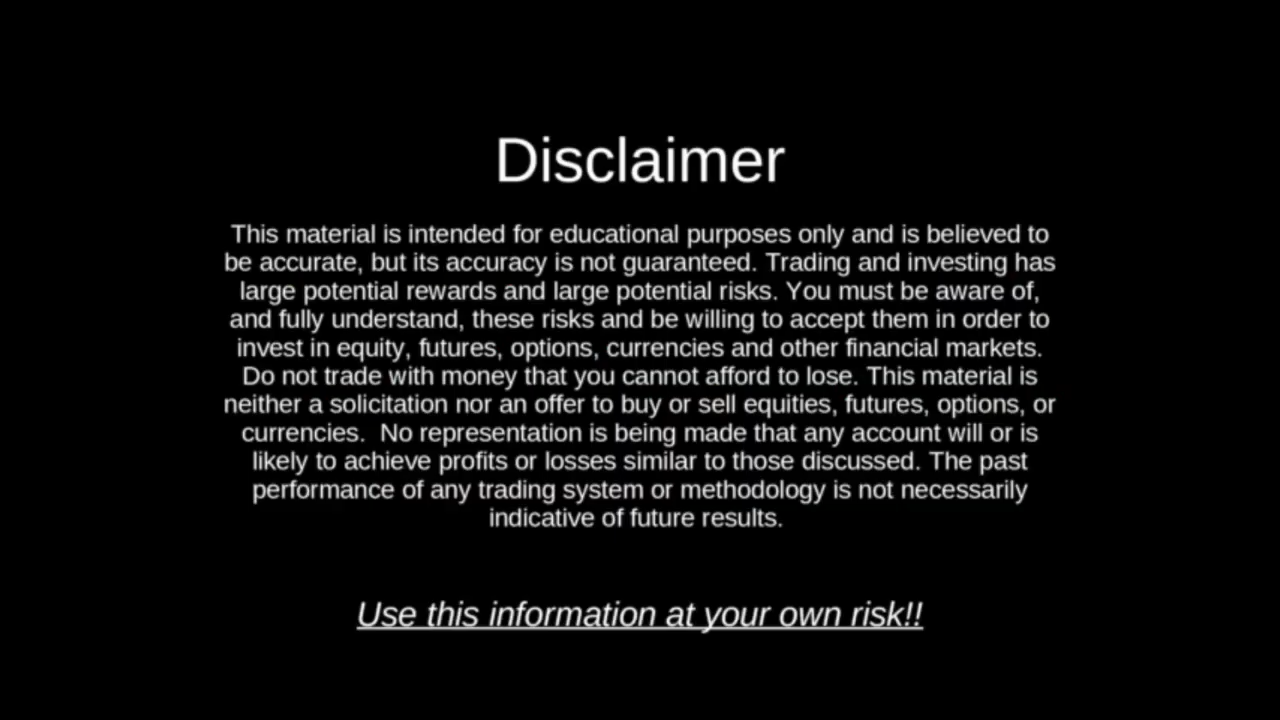 Disclaimer
This material is intended for educational purposes only and is believed to
be accurate, but its accuracy is not guaranteed. Trading and investing has
large potential rewards and large potential risks. You must be aware of,
and fully understand, these risks and be willing to accept them in order to
invest in equity, futures, options, currencies and other financial markets.
Do not trade with money that you cannot afford to lose. This material is
neither a solicitation nor an offer to buy or sell equities, futures, options, or
currencies.  No representation is being made that any account will or is
likely to achieve profits or losses similar to those discussed. The past
performance of any trading system or methodology is not necessarily
indicative of future results.
Use this information at your own risk!!